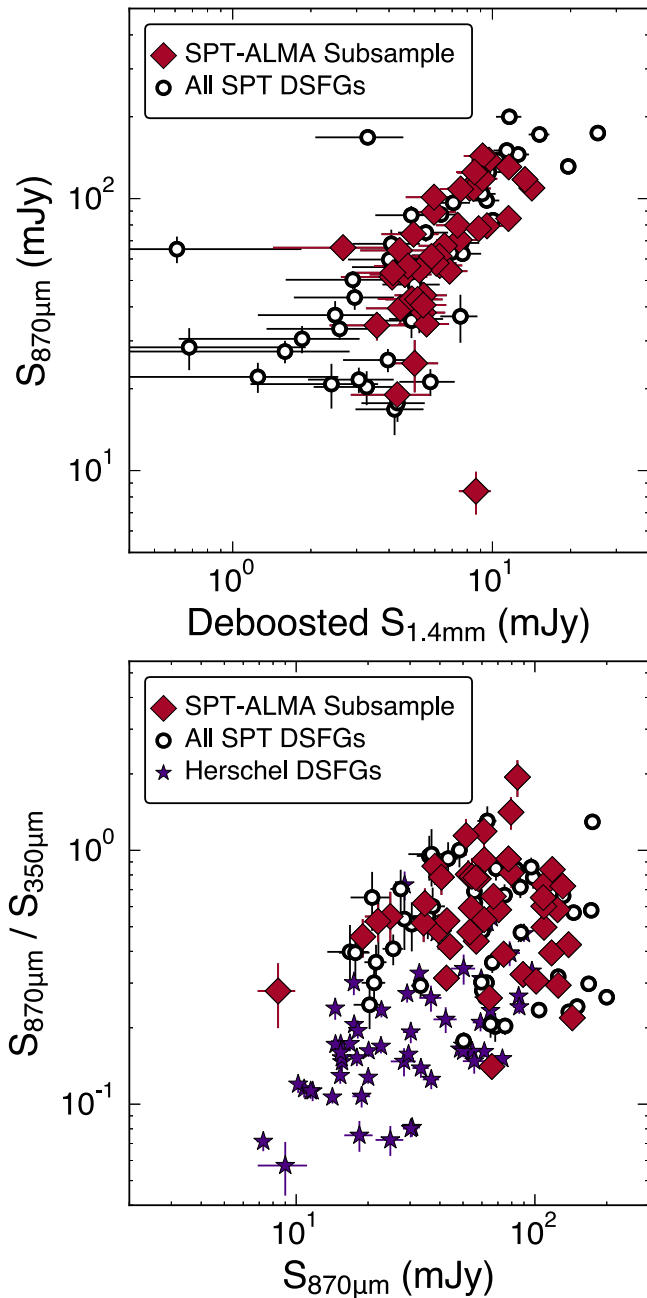 SPT-ALMA Subsample
All SPT DSFGs
10²
10¹
S870μm (mJy)
10⁰ 10¹
Deboosted S1.4mm (mJy)
SPT-ALMA Subsample
All SPT DSFGs
Herschel DSFGs
10⁰
10⁻¹
S870μm / S350μm
10¹ 10²
S870μm (mJy)